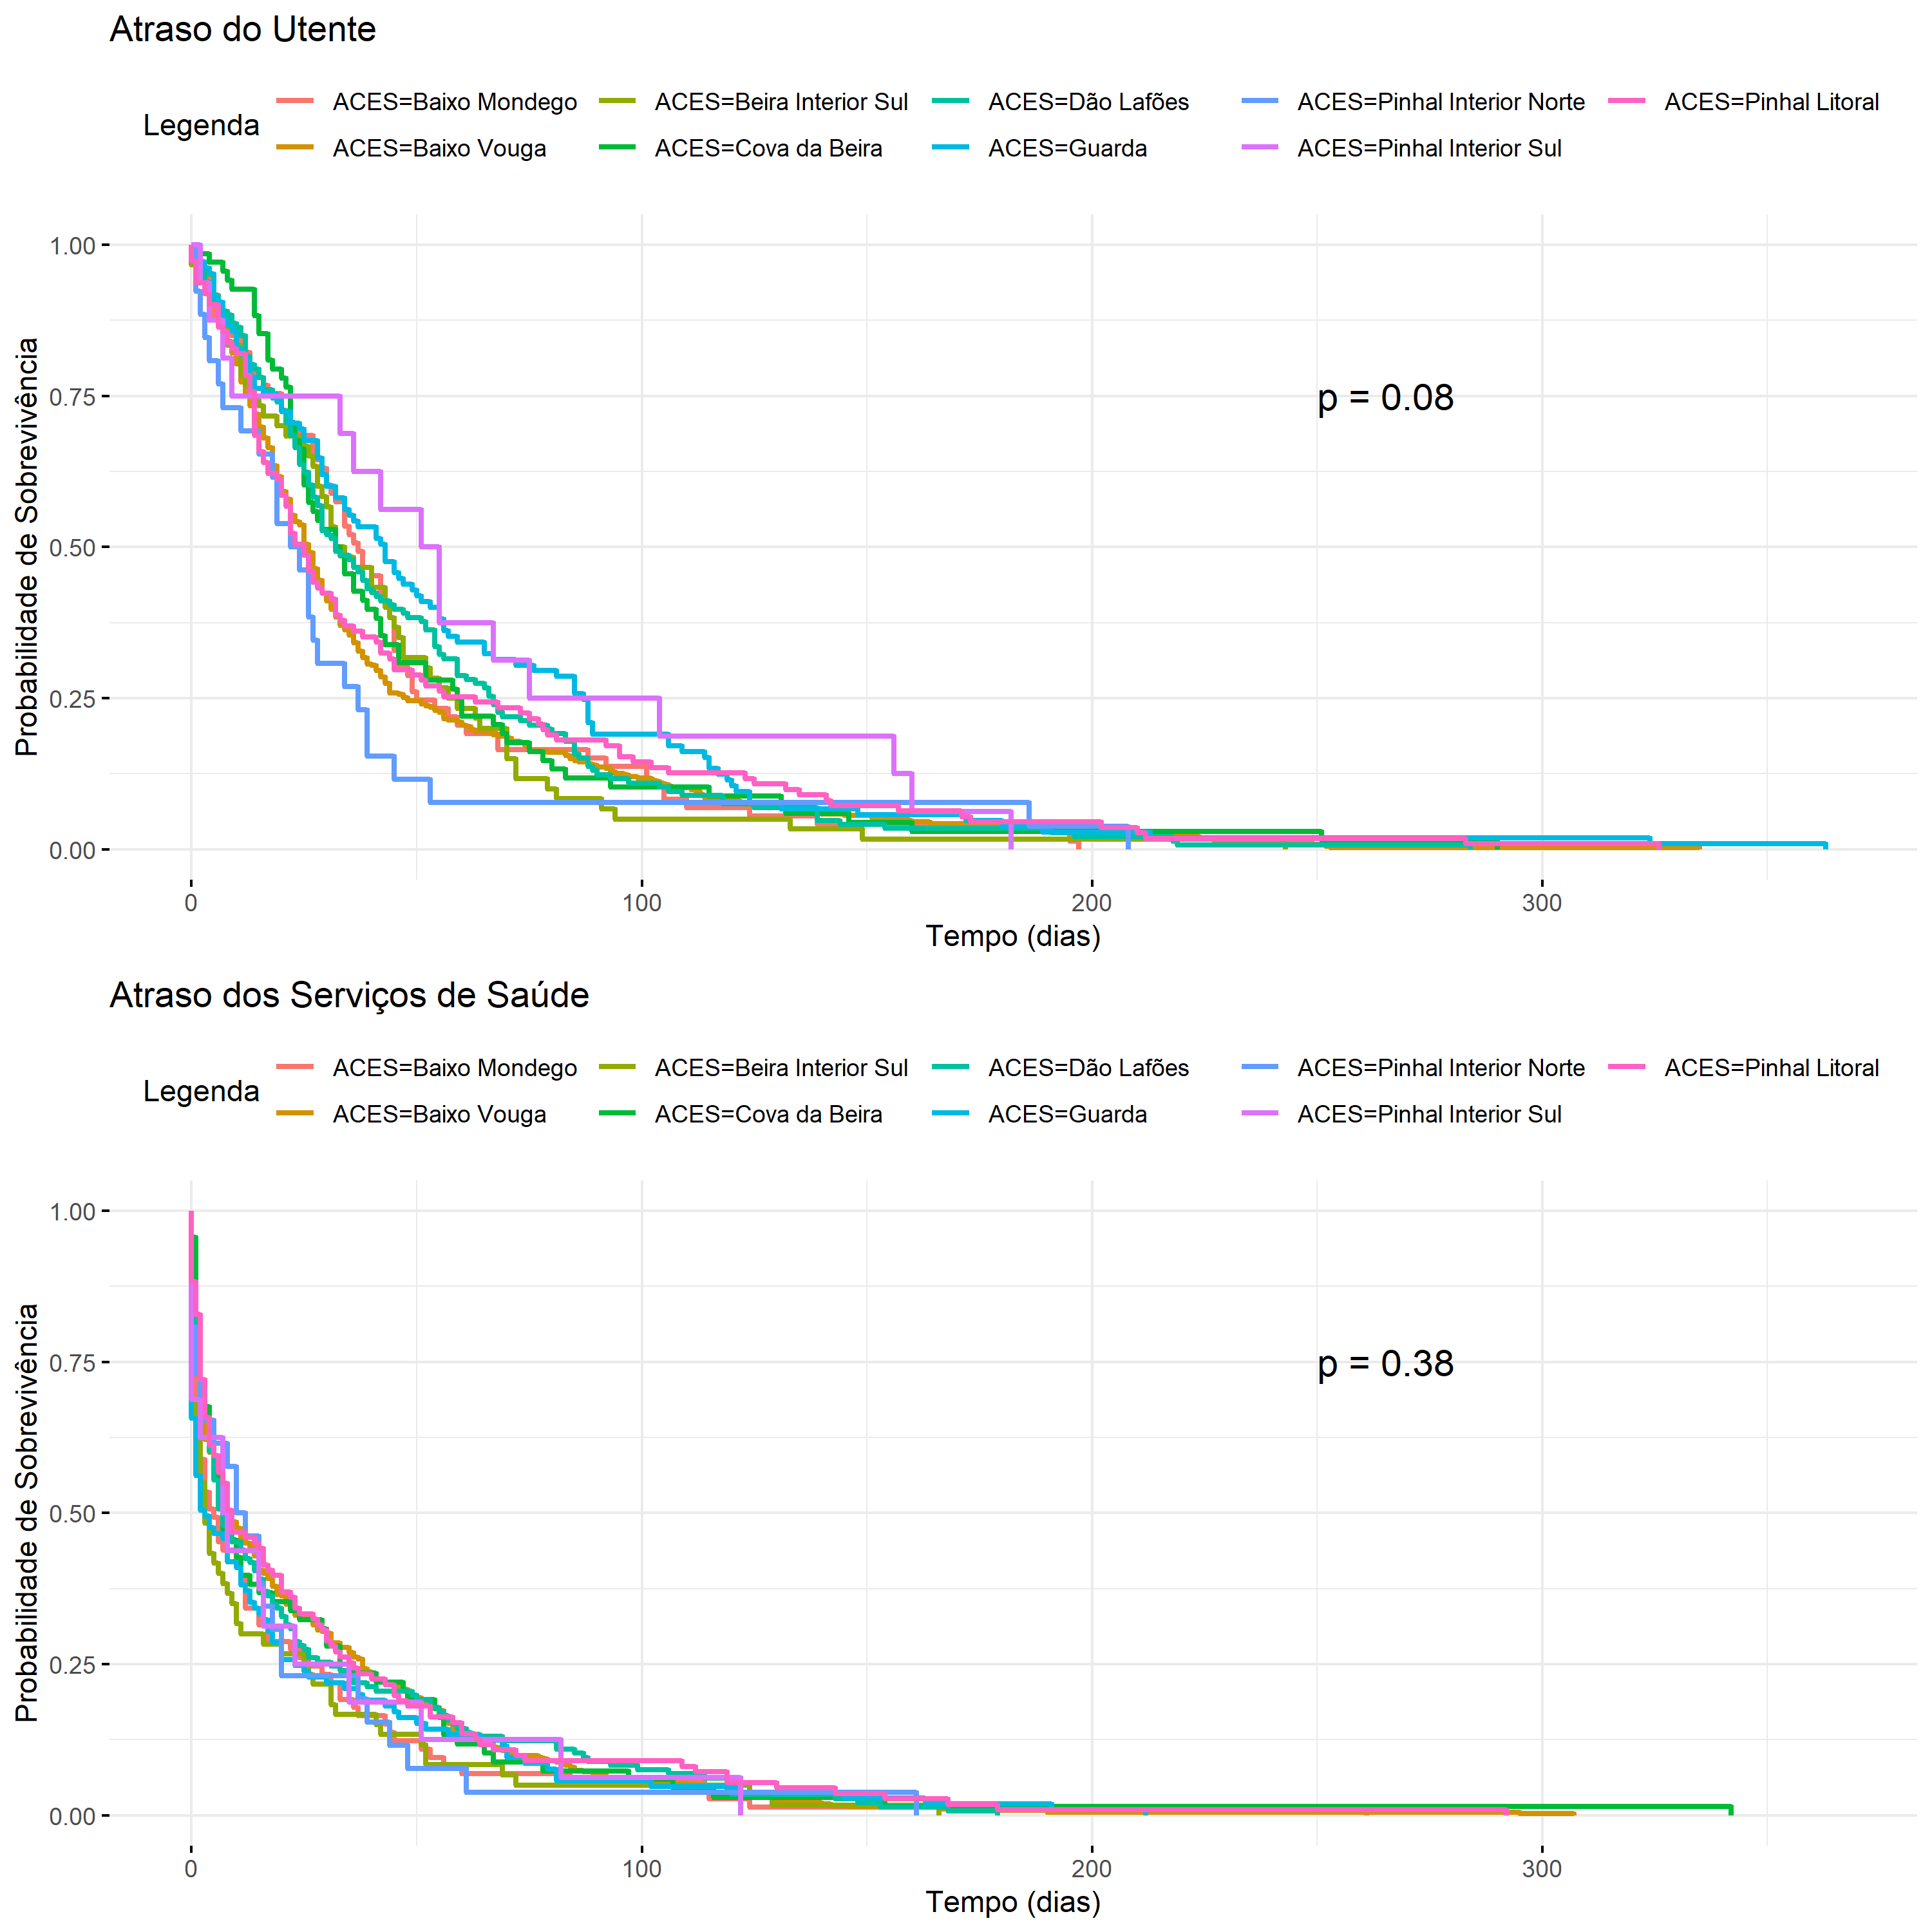 Atraso do Utente
Legenda
ACES=Baixo Mondego ACES=Beira Interior Sul ACES=Dão Lafões ACES=Pinhal Interior Norte ACES=Pinhal Litoral
ACES=Baixo Vouga ACES=Cova da Beira ACES=Guarda ACES=Pinhal Interior Sul
Probabilidade de Sobrevivência
1.00
0.75
0.50
0.25
0.00
p = 0.08
0 100 200 300
Tempo (dias)
Atraso dos Serviços de Saúde
Legenda
ACES=Baixo Mondego ACES=Beira Interior Sul ACES=Dão Lafões ACES=Pinhal Interior Norte ACES=Pinhal Litoral
ACES=Baixo Vouga ACES=Cova da Beira ACES=Guarda ACES=Pinhal Interior Sul
Probabilidade de Sobrevivência
1.00
0.75
0.50
0.25
0.00
p = 0.38
0 100 200 300
Tempo (dias)